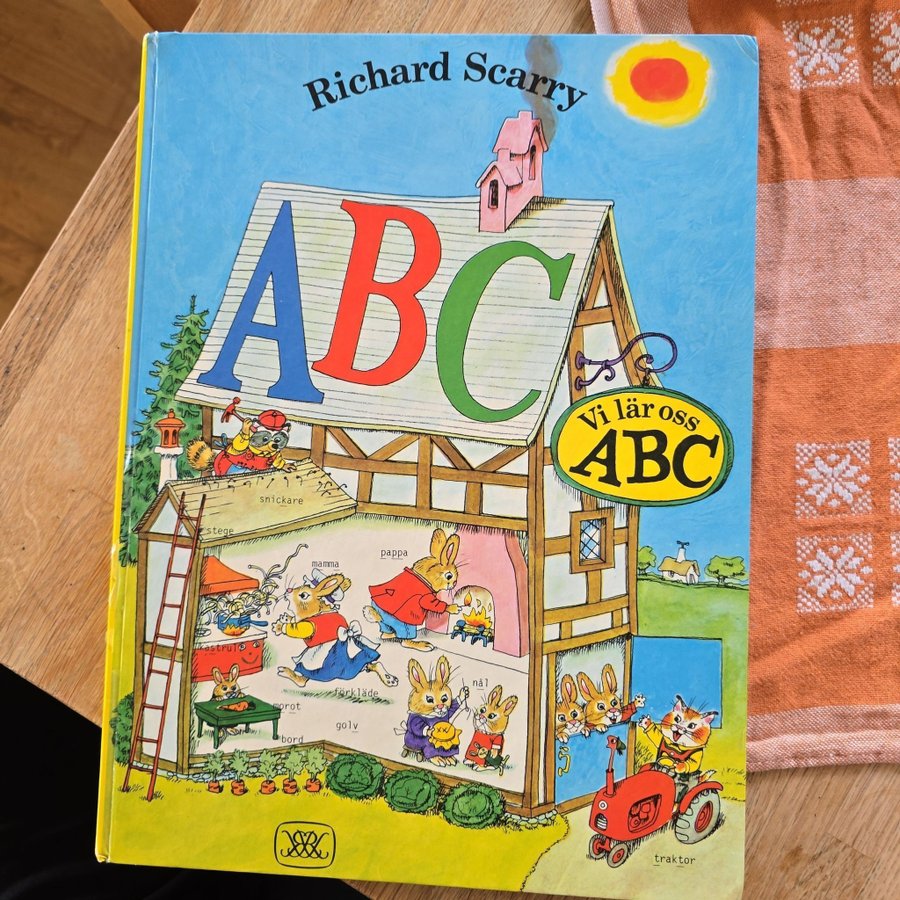 Richard Scarry
ABC
Vi lär oss
ABC
snickare
stege
mamma
pappa
kastrull
nål
förkläde
morot
golv
bord
traktor